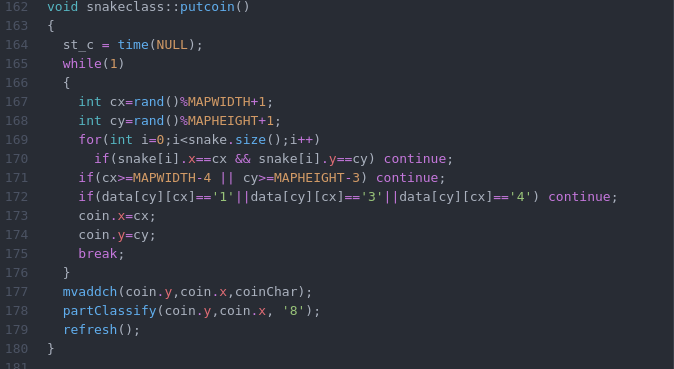 162 void snakeclass::putcoin()
163 {
164   st_c = time(NULL);
165   while(1)
166   {
167     int cx=rand()%MAPWIDTH+1;
168     int cy=rand()%MAPHEIGHT+1;
169     for(int i=0;i<snake.size();i++)
170       if(snake[i].x==cx && snake[i].y==cy) continue;
171     if(cx>=MAPWIDTH-4 || cy>=MAPHEIGHT-3) continue;
172     if(data[cy][cx]=='1'||data[cy][cx]=='3'||data[cy][cx]=='4') continue;
173     coin.x=cx;
174     coin.y=cy;
175     break;
176   }
177   mvaddch(coin.y,coin.x,coinChar);
178   partClassify(coin.y,coin.x, '8');
179   refresh();
180 }
181